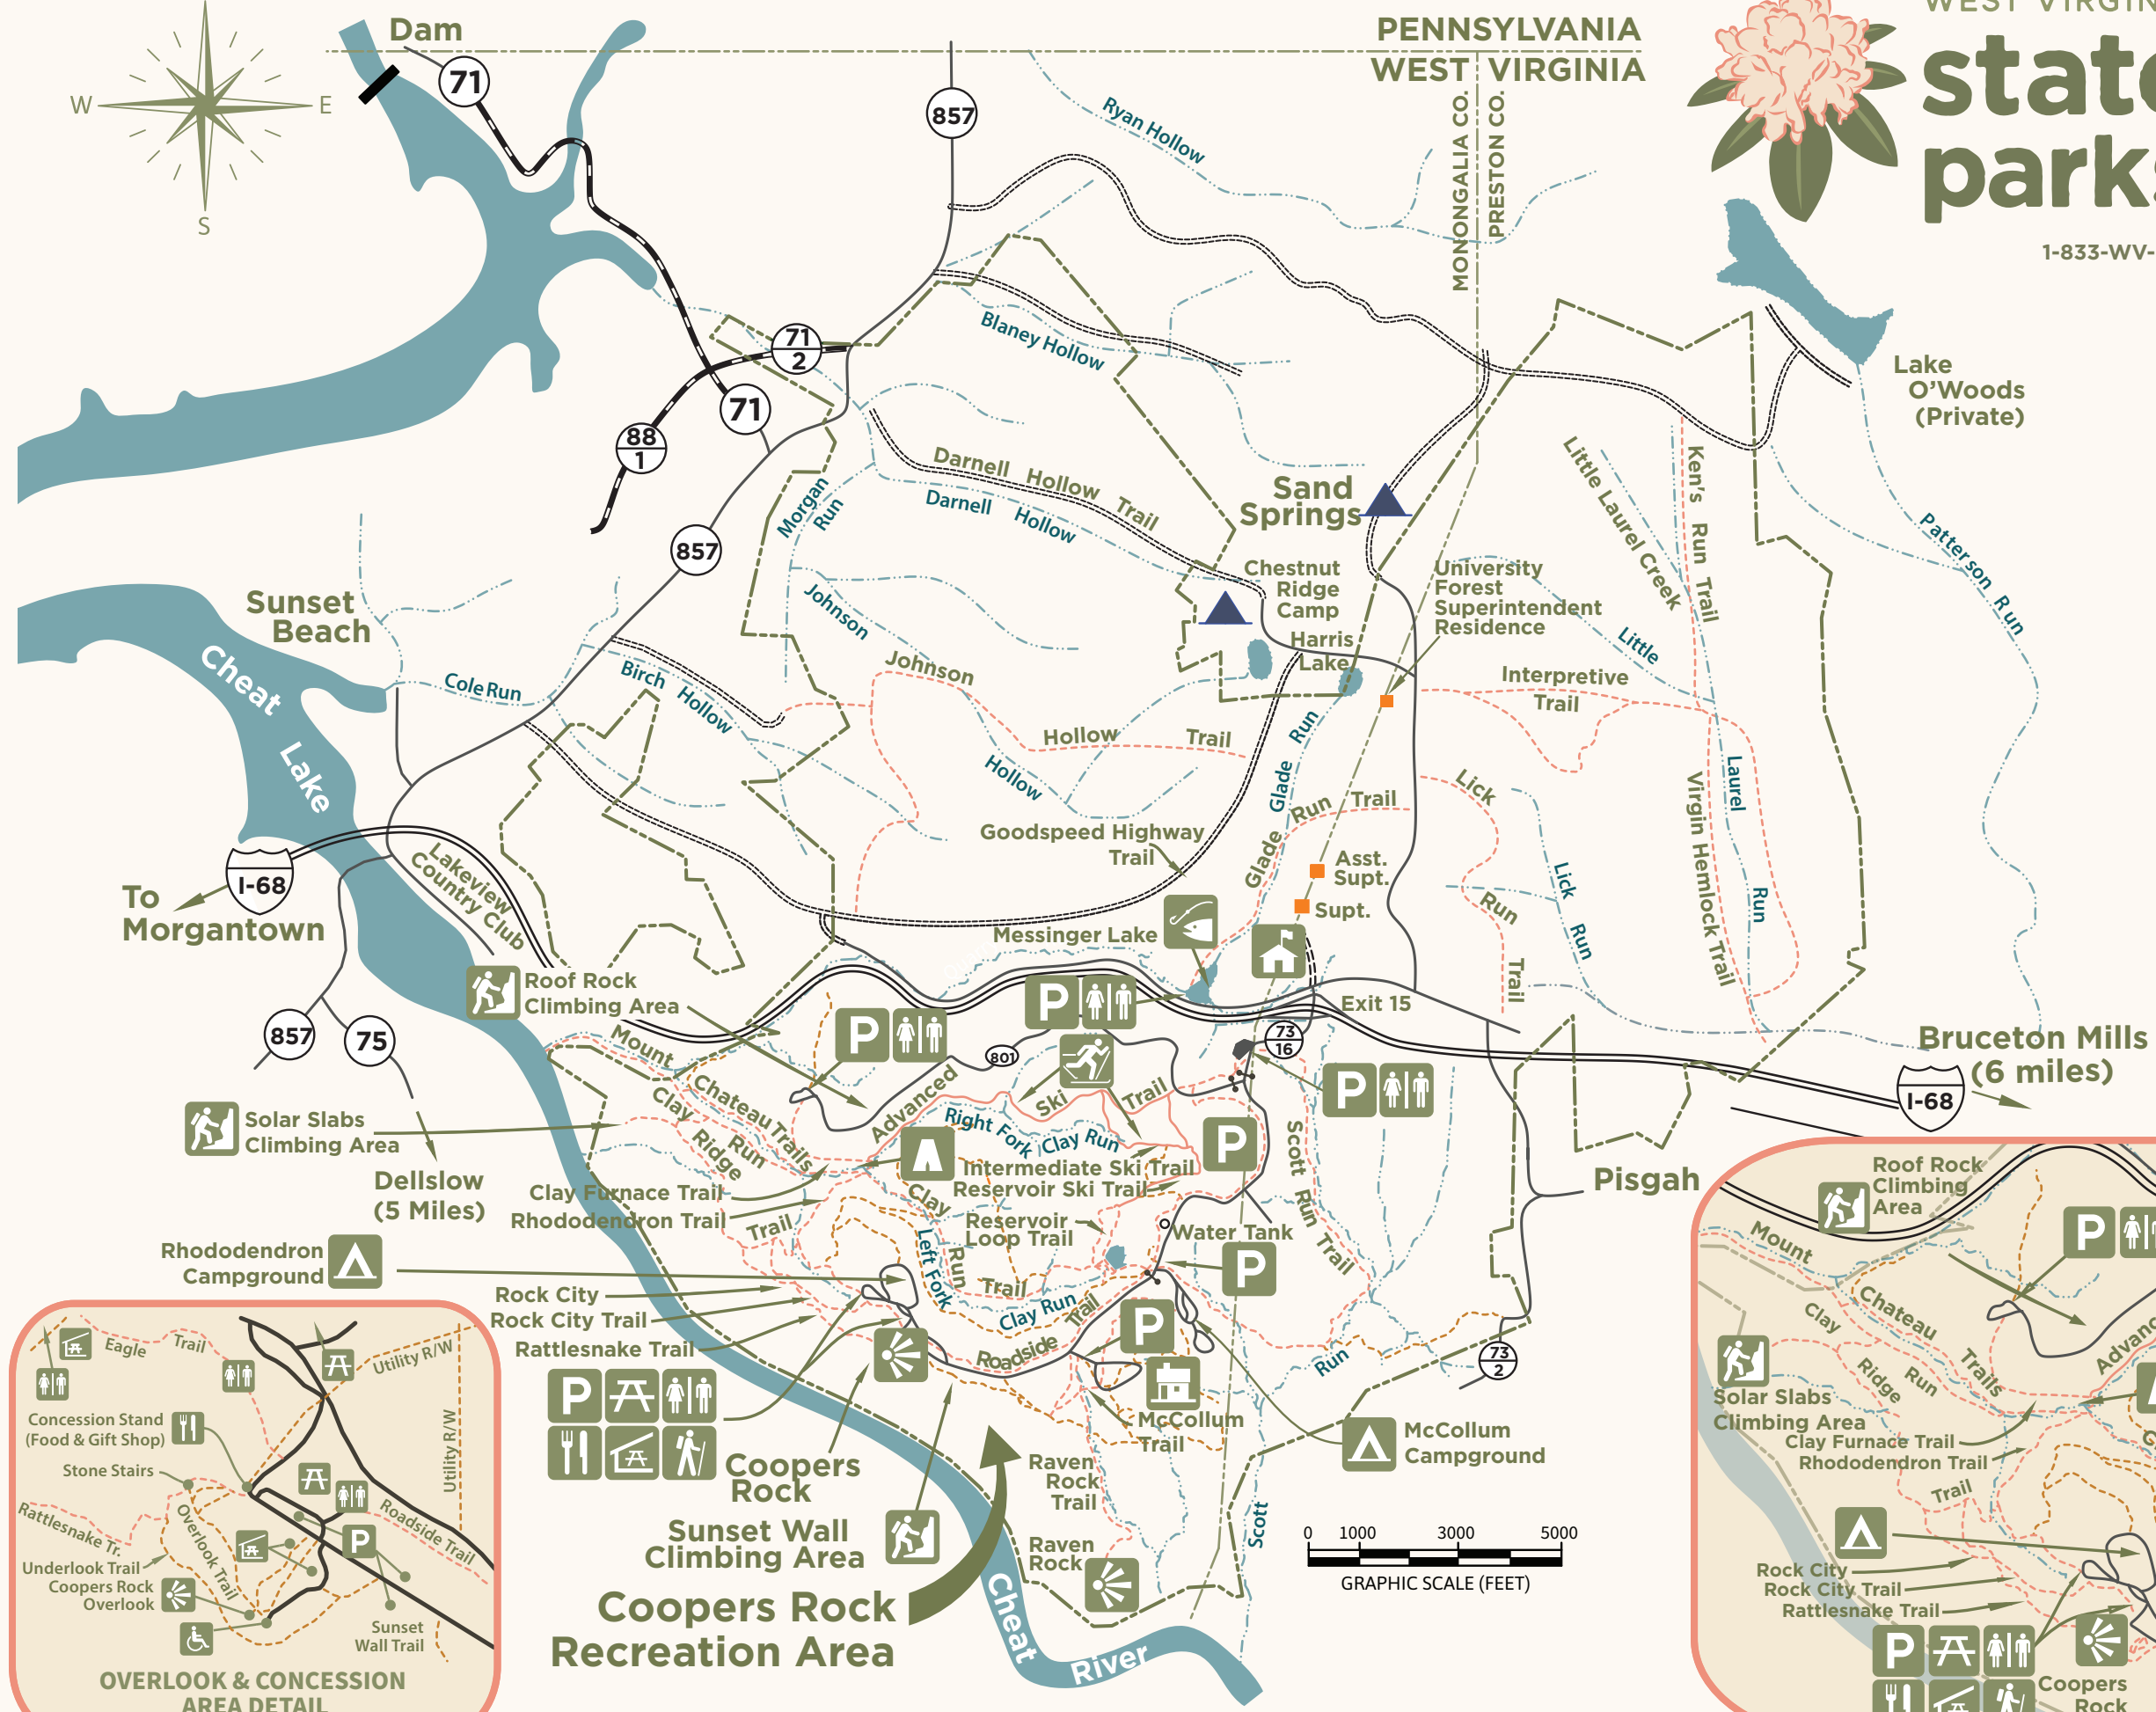 WEST VIRGIN
state
parks
1-833-WV-
W
E
S
Dam
71
857
PENNSYLVANIA
WEST VIRGINIA
MONONGALIA CO.
PRESTON CO.
Ryan Hollow
71
2
71
88
1
Blaney Hollow
Lake
O'Woods
(Private)
Darnell Hollow Trail
Darnell Hollow
Morgan
Run
857
Sand
Springs
Little Laurel Creek
Ken's Run Trail
Patterson Run
Chestnut
Ridge
Camp
University
Forest
Superintendent
Residence
Harris
Lake
Little
Laurel
Run
Interpretive
Trail
Sunset
Beach
Cheat
Lake
Cole Run
Birch Hollow
Johnson
Hollow
Johnson
Hollow Trail
Glade Run
Glade Run Trail
Lick
Run
Trail
Lick
Run
Virgin Hemlock Trail
Goodspeed Highway
Trail
Asst.
Supt.
Supt.
Lakeview
Country Club
I-68
To
Morgantown
Messinger Lake
Roof Rock
Climbing Area
P
P
Exit 15
73
16
801
857
75
Bruceton Mills
(6 miles)
I-68
Mount
Chateau
Trails
Clay
Run
Ridge
Trail
Advanced
Ski
Trail
Right Fork Clay Run
P
P
Solar Slabs
Climbing Area
Dellslow
(5 Miles)
Intermediate Ski Trail
Reservoir Ski Trail
Scott Run Trail
Pisgah
Clay Furnace Trail
Rhododendron Trail
Clay
Run
Trail
Left Fork
Clay Run
Reservoir
Loop Trail
Water Tank
P
Rhododendron
Campground
Rock City
Rock City Trail
Rattlesnake Trail
Roadside Trail
P
Run
73
2
P
McCollum
Trail
McCollum
Campground
Coopers
Rock
Raven
Rock
Trail
Sunset Wall
Climbing Area
Raven
Rock
Scott
Coopers Rock
Recreation Area
Cheat
River
0 1000 3000 5000
GRAPHIC SCALE (FEET)
Eagle Trail
Utility R/W
Utility R/W
Concession Stand
(Food & Gift Shop)
Stone Stairs
Rattlesnake Tr.
Overlook Trail
Roadside Trail
P
Underlook Trail
Coopers Rock
Overlook
Sunset
Wall Trail
OVERLOOK & CONCESSION
AREA DETAIL
Roof Rock
Climbing
Area
P
Mount
Chateau
Trails
Clay
Run
Ridge
Trail
Advanc
Solar Slabs
Climbing Area
Clay Furnace Trail
Rhododendron Trail
Rock City
Rock City Trail
Rattlesnake Trail
P
Coopers
Rock